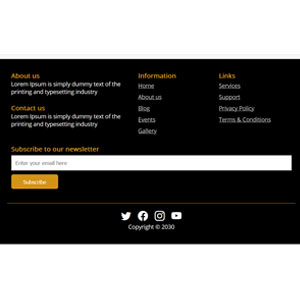 About us
Lorem Ipsum is simply dummy text of the
printing and typesetting industry
Contact us
Lorem Ipsum is simply dummy text of the
printing and typesetting industry
Information
Home
About us
Blog
Events
Gallery
Links
Services
Support
Privacy Policy
Terms & Conditions
Subscribe to our newsletter
Enter your email here
Subscribe
Copyright © 2030